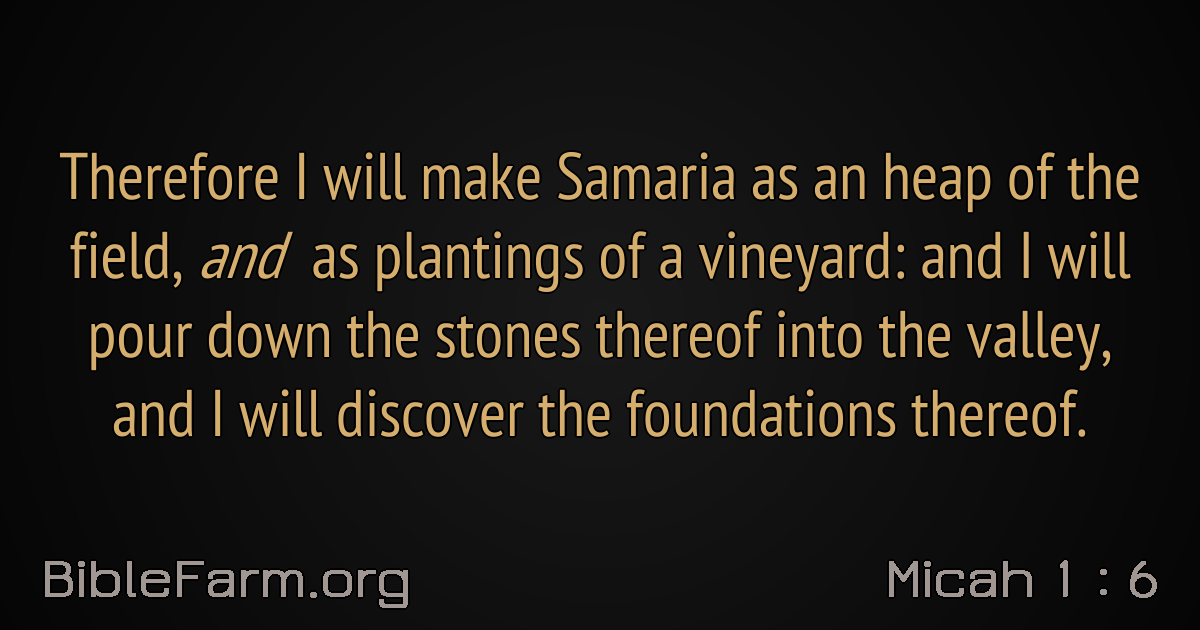 Therefore I will make Samaria as an heap of the
field, and as plantings of a vineyard: and I will
pour down the stones thereof into the valley,
and I will discover the foundations thereof.
BibleFarm.org
Micah 1 : 6